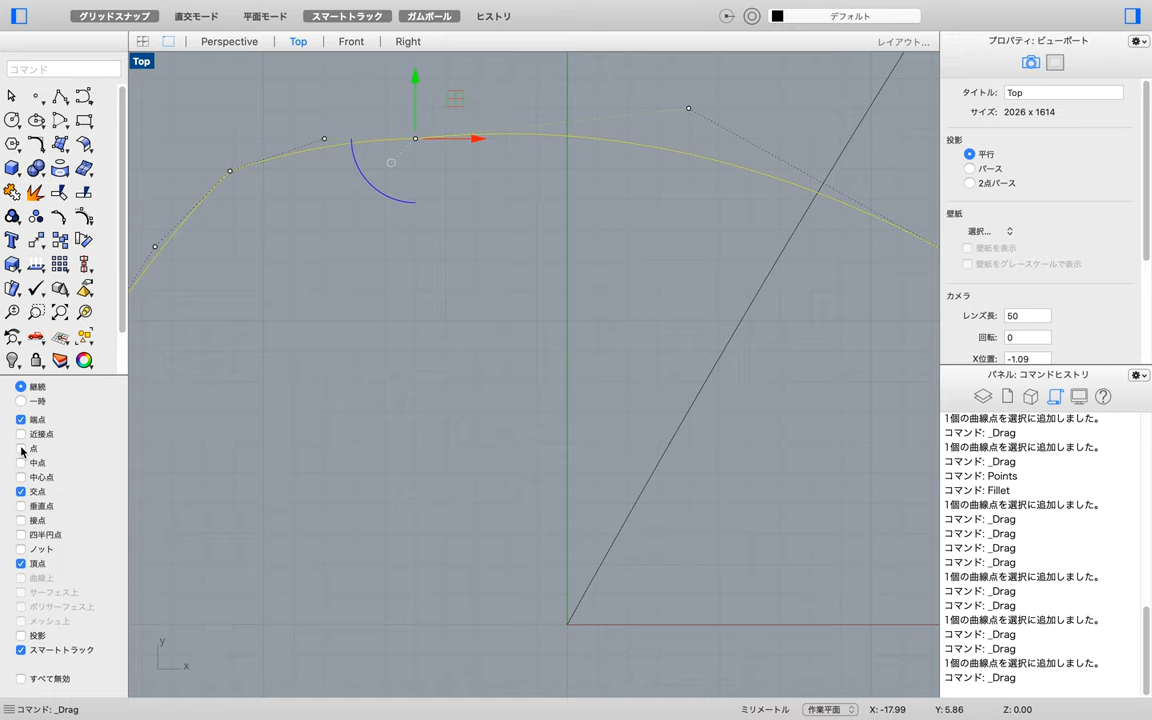 グリッドスナップ 直交モード 平面モード スマートトラック ガムボール ヒストリ デフォルト
Perspective Top Front Right レイアウト...
Top
コマンド
継続
一時
端点
近接点
点
中点
中心点
交点
垂直点
接点
四半円点
ノット
頂点
曲線上
サーフェス上
ポリサーフェス上
メッシュ上
投影
スマートトラック
すべて無効
y
x
プロパティ: ビューポート
タイトル: Top
サイズ: 2026 x 1614
投影
平行
パース
2点パース
壁紙
選択...
壁紙を表示
壁紙をグレースケールで表示
カメラ
レンズ長: 50
回転: 0
X位置: -1.09
パネル: コマンドヒストリ
1個の曲線点を選択に追加しました。
コマンド: _Drag
1個の曲線点を選択に追加しました。
コマンド: _Drag
コマンド: Points
コマンド: Fillet
1個の曲線点を選択に追加しました。
コマンド: _Drag
コマンド: _Drag
コマンド: _Drag
コマンド: _Drag
1個の曲線点を選択に追加しました。
コマンド: _Drag
コマンド: _Drag
1個の曲線点を選択に追加しました。
コマンド: _Drag
コマンド: _Drag
1個の曲線点を選択に追加しました。
コマンド: _Drag
コマンド: _Drag ミリメートル 作業平面 X: -17.99 Y: 5.86 Z: 0.00